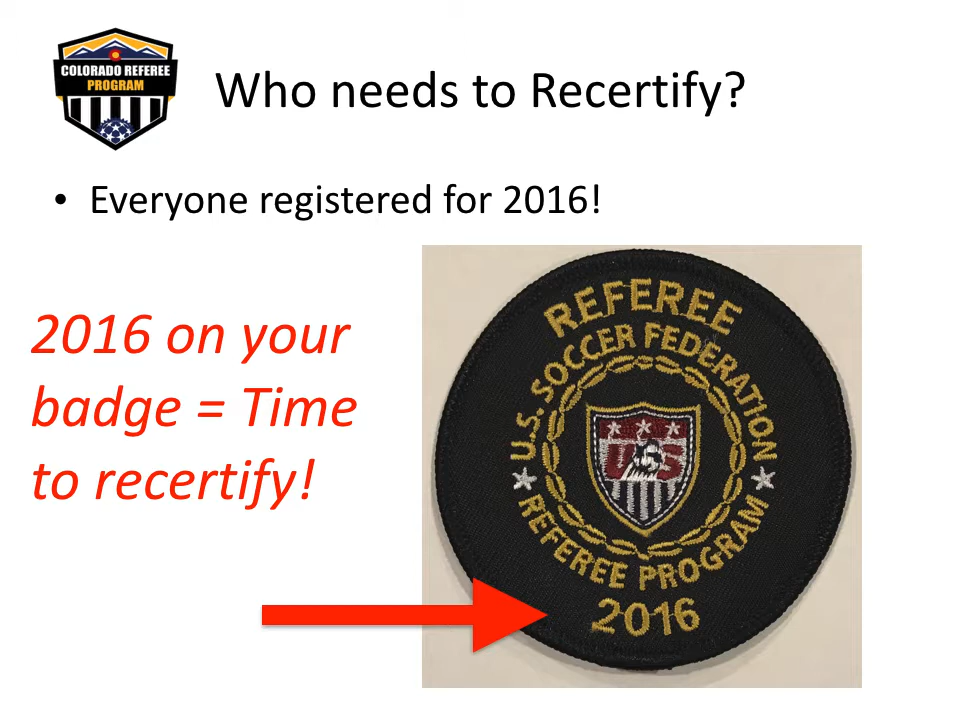 COLORADO REFEREE
PROGRAM
Who needs to Recertify?
• Everyone registered for 2016!
2016 on your
badge = Time
to recertify!
REFEREE
U.S. SOCCER FEDERATION
US
REFEREE PROGRAM
2016